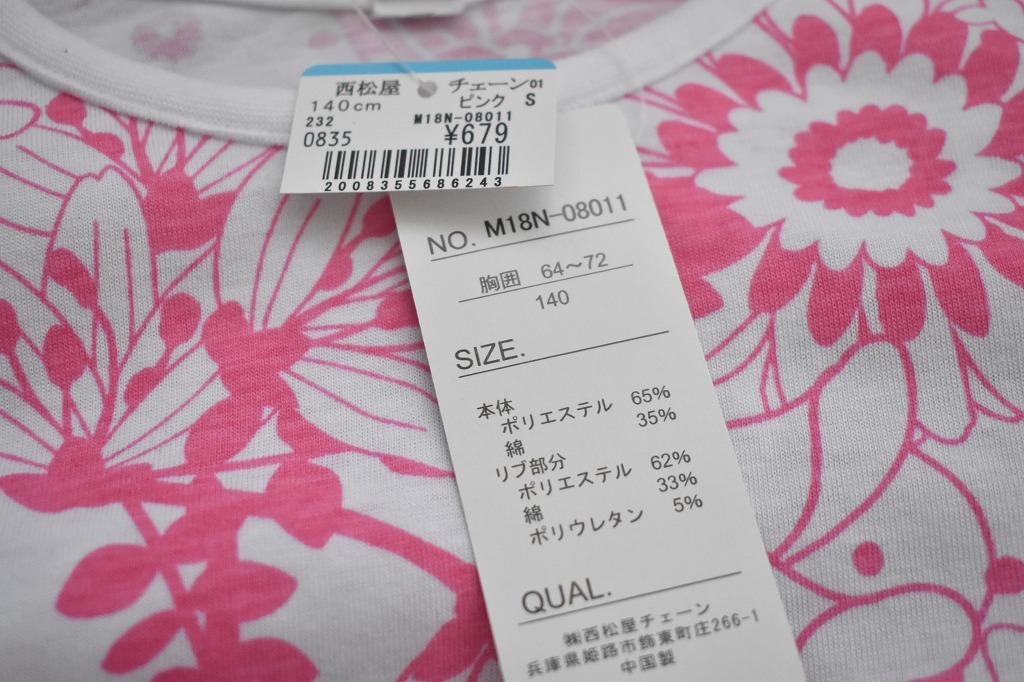 西松屋 チェーン01
140cm ピンク S
232 M18N-08011
0835 ¥679
2008355686243
NO. M18N-08011
胸囲 64～72
140
SIZE.
本体
ポリエステル 65%
綿 35%
リブ部分
ポリエステル 62%
綿 33%
ポリウレタン 5%
QUAL.
㈱西松屋チェーン
兵庫県姫路市飾東町庄266-1
中国製